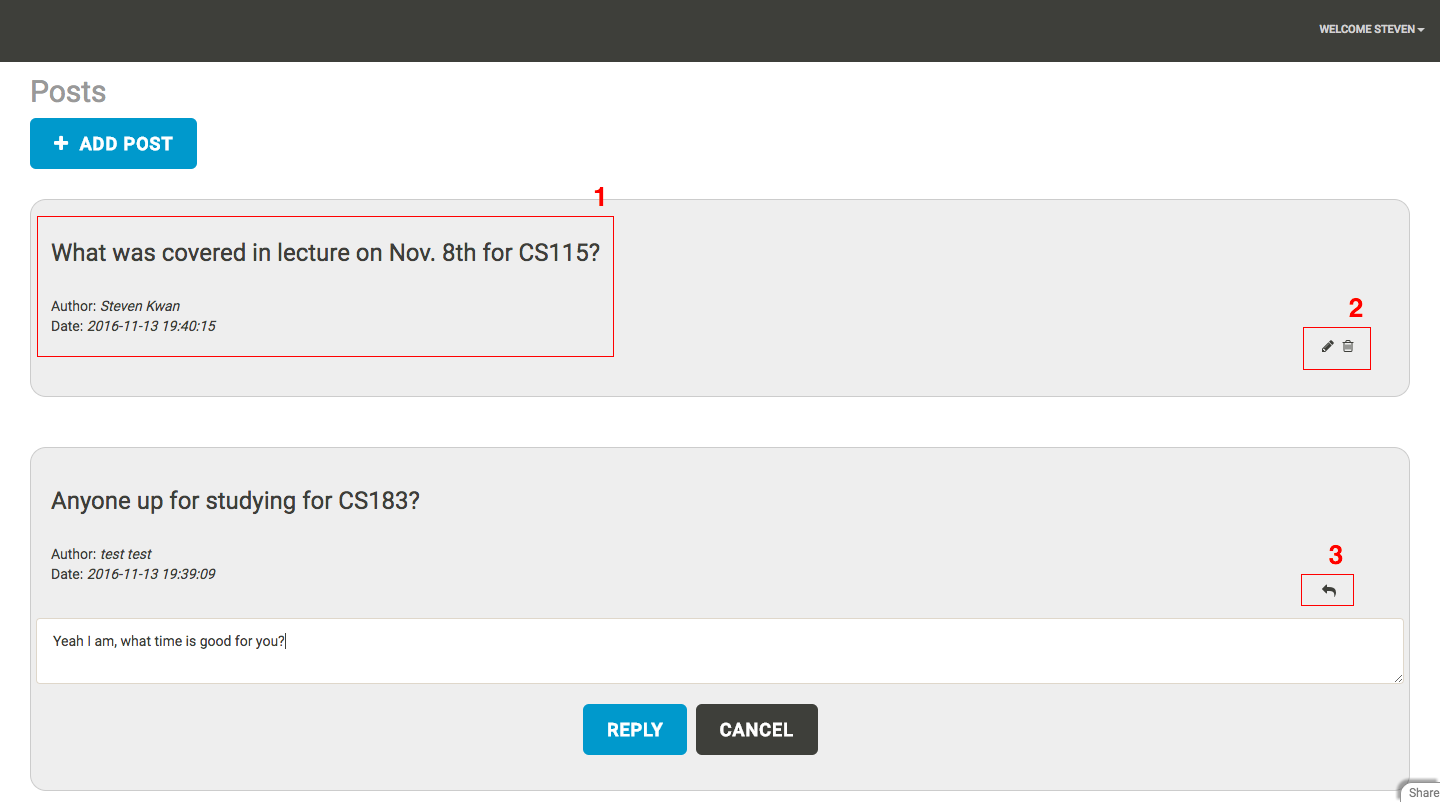 WELCOME STEVEN
Posts
+ ADD POST
1
What was covered in lecture on Nov. 8th for CS115?
Author: Steven Kwan
Date: 2016-11-13 19:40:15
2
Anyone up for studying for CS183?
Author: test test
Date: 2016-11-13 19:39:09
3
Yeah I am, what time is good for you?
REPLY CANCEL
Share